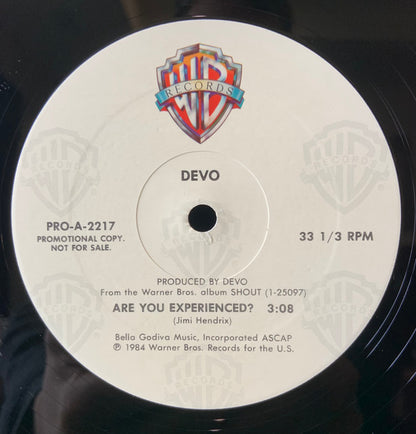 WB
RECORDS
DEVO
PRO-A-2217
PROMOTIONAL COPY.
NOT FOR SALE.
33 1/3 RPM
PRODUCED BY DEVO
From the Warner Bros. album SHOUT (1-25097)
ARE YOU EXPERIENCED? 3:08
(Jimi Hendrix)
Bella Godiva Music, Incorporated ASCAP
℗ 1984 Warner Bros. Records for the U.S.